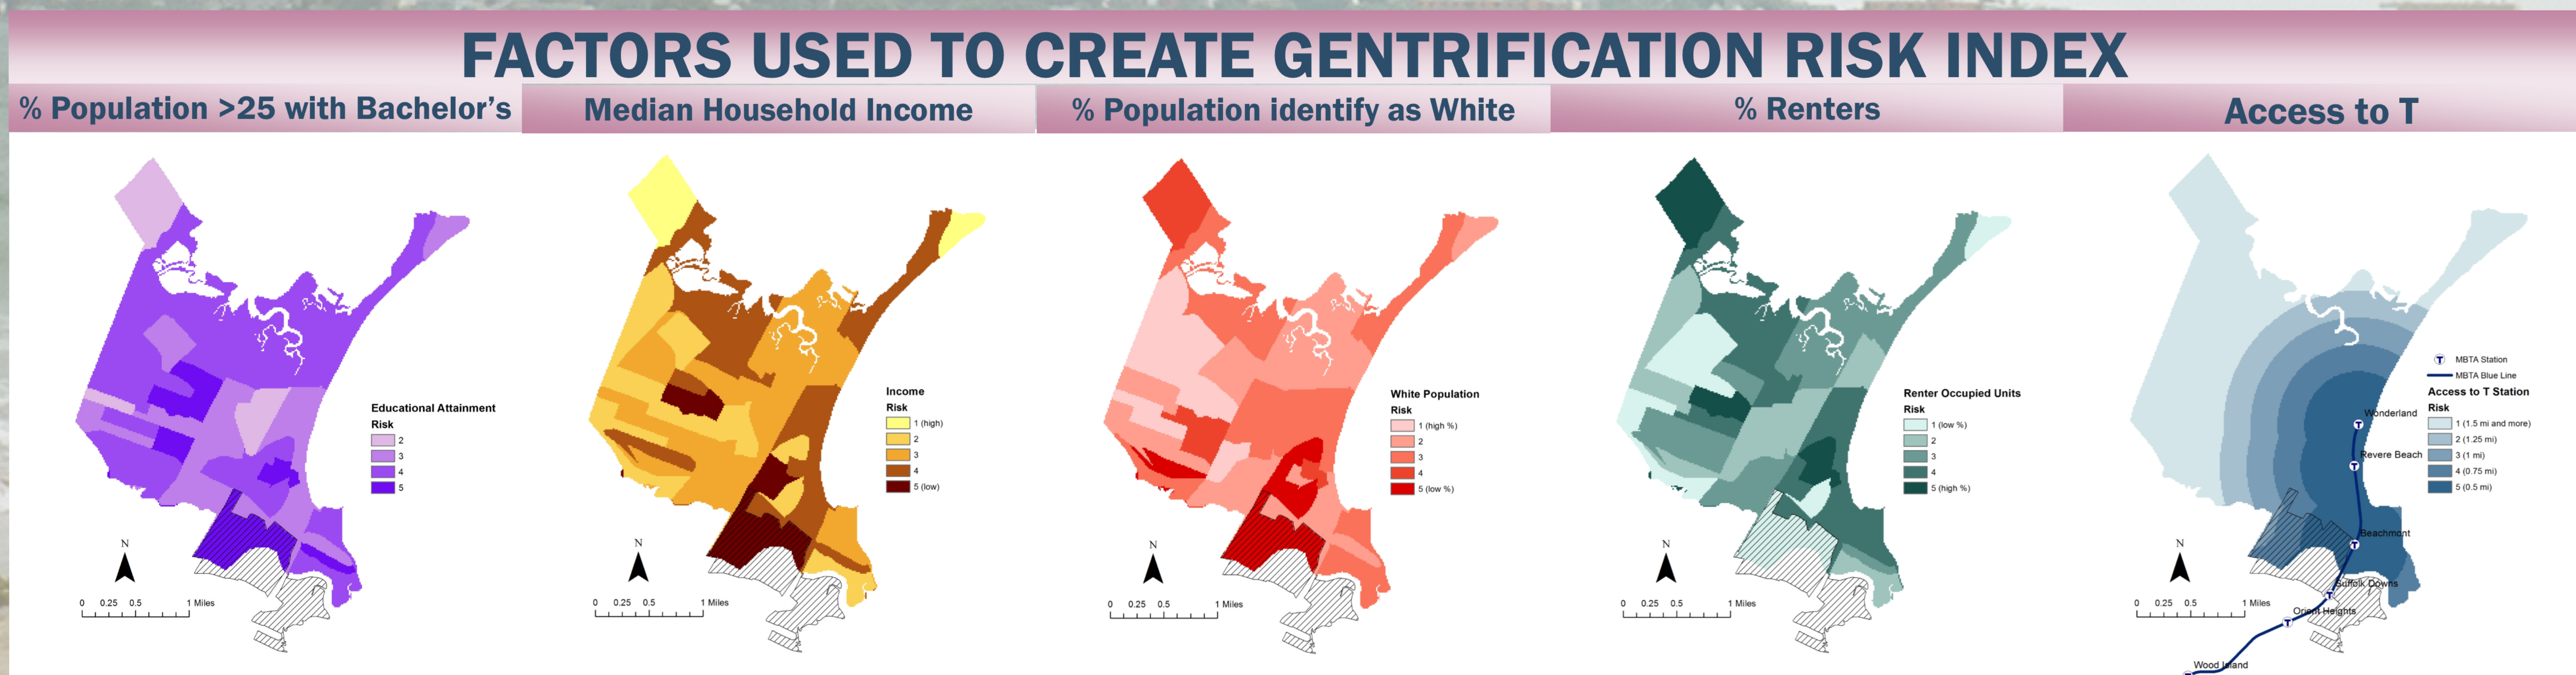 FACTORS USED TO CREATE GENTRIFICATION RISK INDEX
% Population >25 with Bachelor's
Median Household Income
% Population identify as White
% Renters
Access to T
Educational Attainment
Risk
2
3
4
5
N
0 0.25 0.5 1 Miles
Income
Risk
1 (high)
2
3
4
5 (low)
N
0 0.25 0.5 1 Miles
White Population
Risk
1 (high %)
2
3
4
5 (low %)
N
0 0.25 0.5 1 Miles
Renter Occupied Units
Risk
1 (low %)
2
3
4
5 (high %)
N
0 0.25 0.5 1 Miles
T MBTA Station
MBTA Blue Line
Access to T Station
Risk
1 (1.5 mi and more)
2 (1.25 mi)
3 (1 mi)
4 (0.75 mi)
5 (0.5 mi)
Wonderland
T
Revere Beach
T
Beachmont
T
Suffolk Downs
T
Orient Heights
T
Wood Island
N
0 0.25 0.5 1 Miles